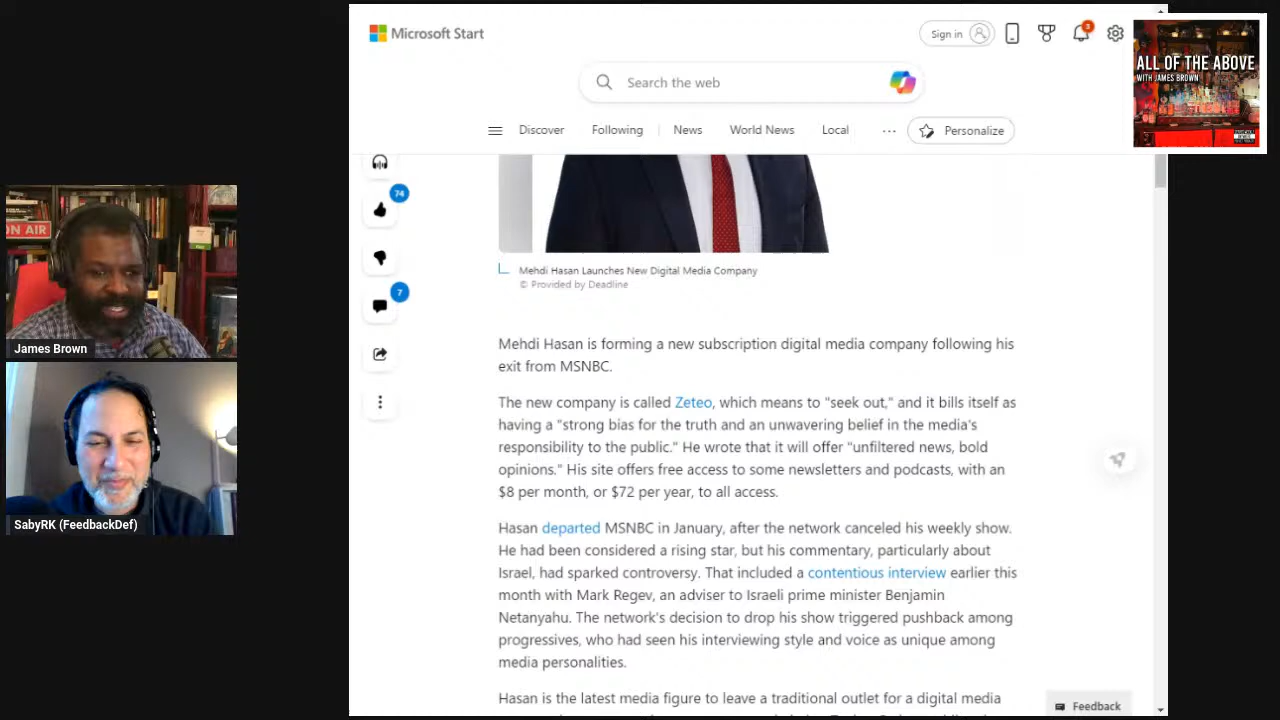 Microsoft Start
Sign in
3
Search the web
Discover
Following
News
World News
Local
...
Personalize
ALL OF THE ABOVE
WITH JAMES BROWN
74
7
Mehdi Hasan Launches New Digital Media Company
© Provided by Deadline
Mehdi Hasan is forming a new subscription digital media company following his
exit from MSNBC.
The new company is called Zeteo, which means to "seek out," and it bills itself as
having a "strong bias for the truth and an unwavering belief in the media's
responsibility to the public." He wrote that it will offer "unfiltered news, bold
opinions." His site offers free access to some newsletters and podcasts, with an
$8 per month, or $72 per year, to all access.
Hasan departed MSNBC in January, after the network canceled his weekly show.
He had been considered a rising star, but his commentary, particularly about
Israel, had sparked controversy. That included a contentious interview earlier this
month with Mark Regev, an adviser to Israeli prime minister Benjamin
Netanyahu. The network's decision to drop his show triggered pushback among
progressives, who had seen his interviewing style and voice as unique among
media personalities.
Hasan is the latest media figure to leave a traditional outlet for a digital media
Feedback
ON AIR
James Brown
SabyRK (FeedbackDef)